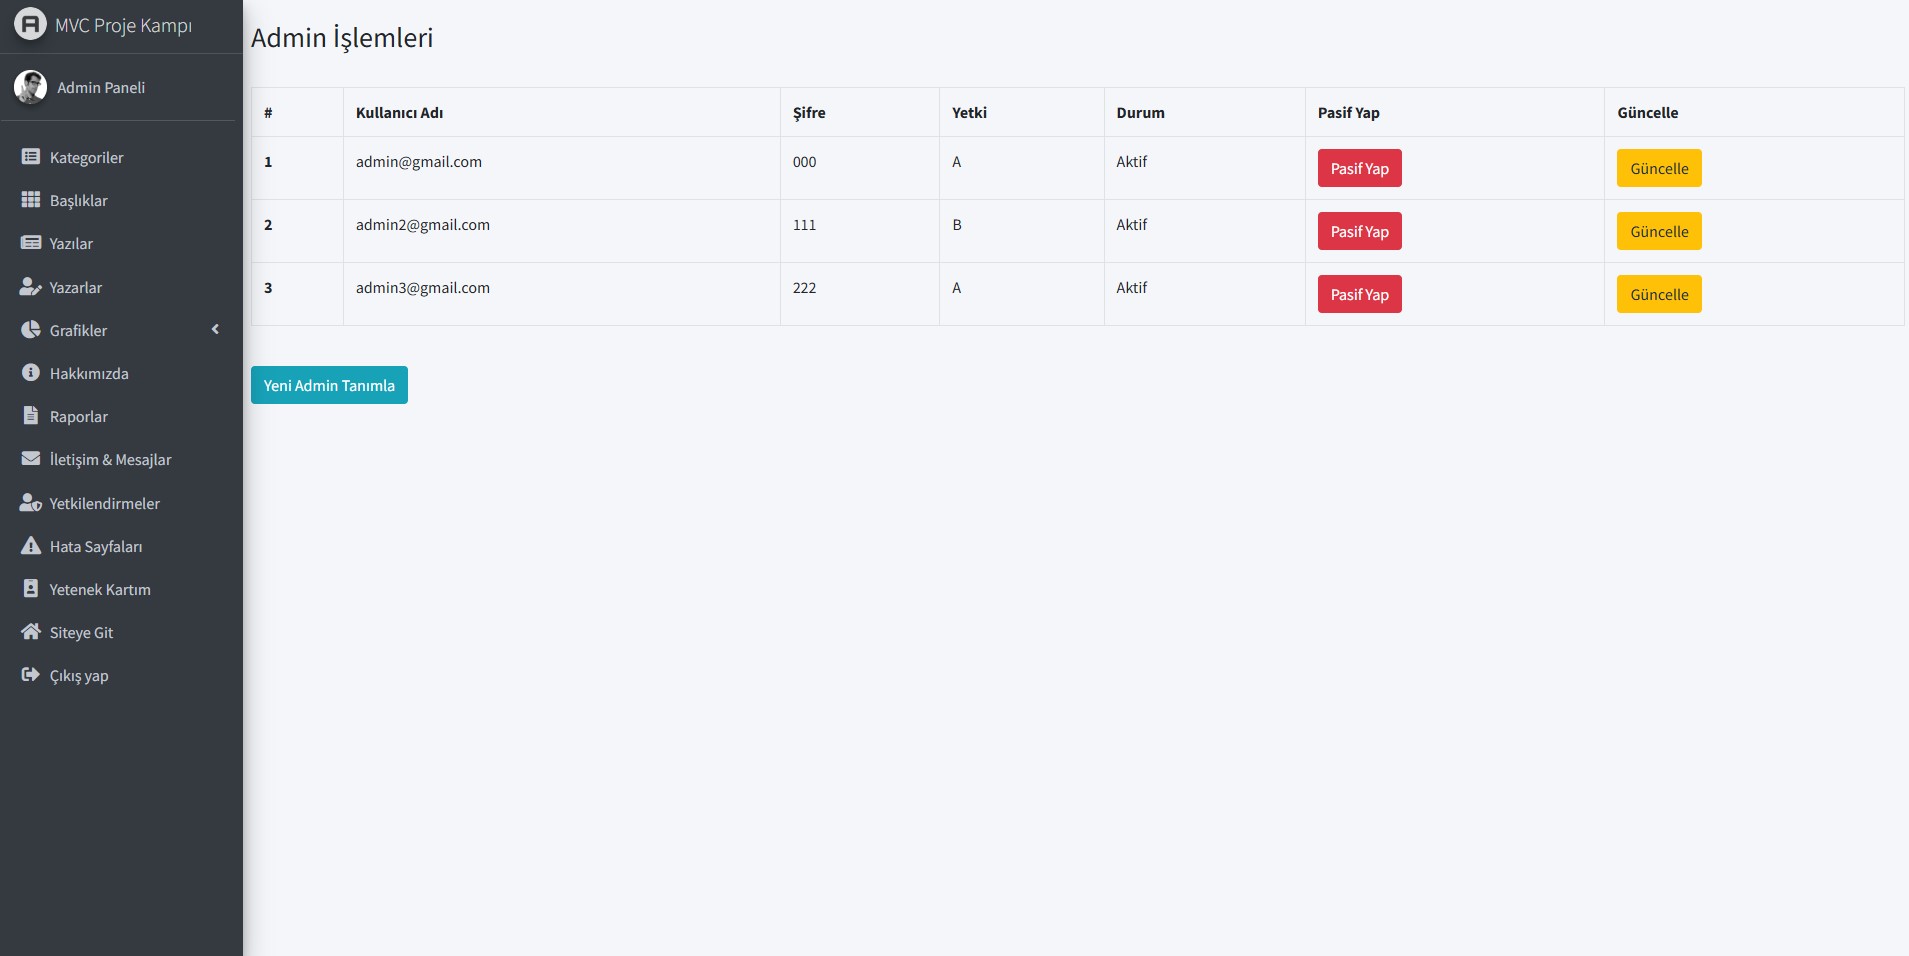 MVC Proje Kampı
Admin Paneli
Kategoriler
Başlıklar
Yazılar
Yazarlar
Grafikler
Hakkımızda
Raporlar
İletişim & Mesajlar
Yetkilendirmeler
Hata Sayfaları
Yetenek Kartım
Siteye Git
Çıkış yap
Admin İşlemleri
# Kullanıcı Adı Şifre Yetki Durum Pasif Yap Güncelle
1 admin@gmail.com 000 A Aktif Pasif Yap Güncelle
2 admin2@gmail.com 111 B Aktif Pasif Yap Güncelle
3 admin3@gmail.com 222 A Aktif Pasif Yap Güncelle
Yeni Admin Tanımla